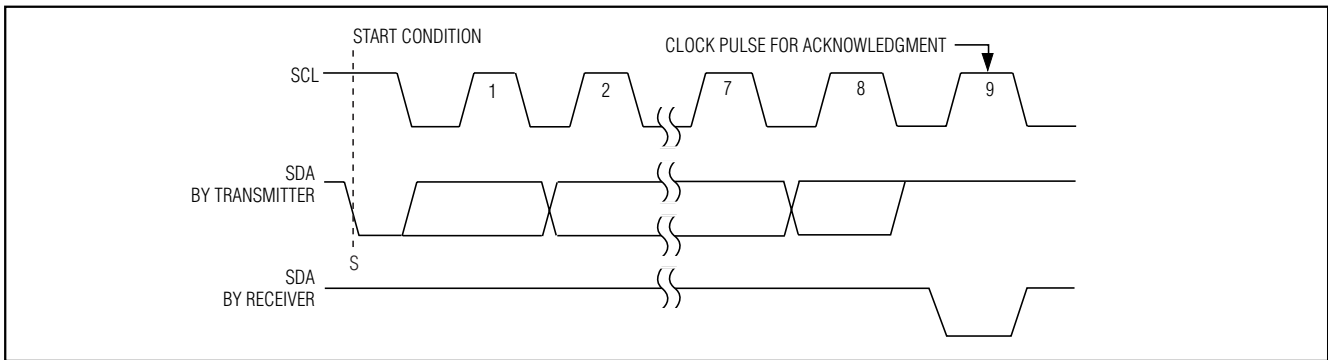 START CONDITION
CLOCK PULSE FOR ACKNOWLEDGMENT
SCL
1
2
7
8
9
SDA
BY TRANSMITTER
S
SDA
BY RECEIVER